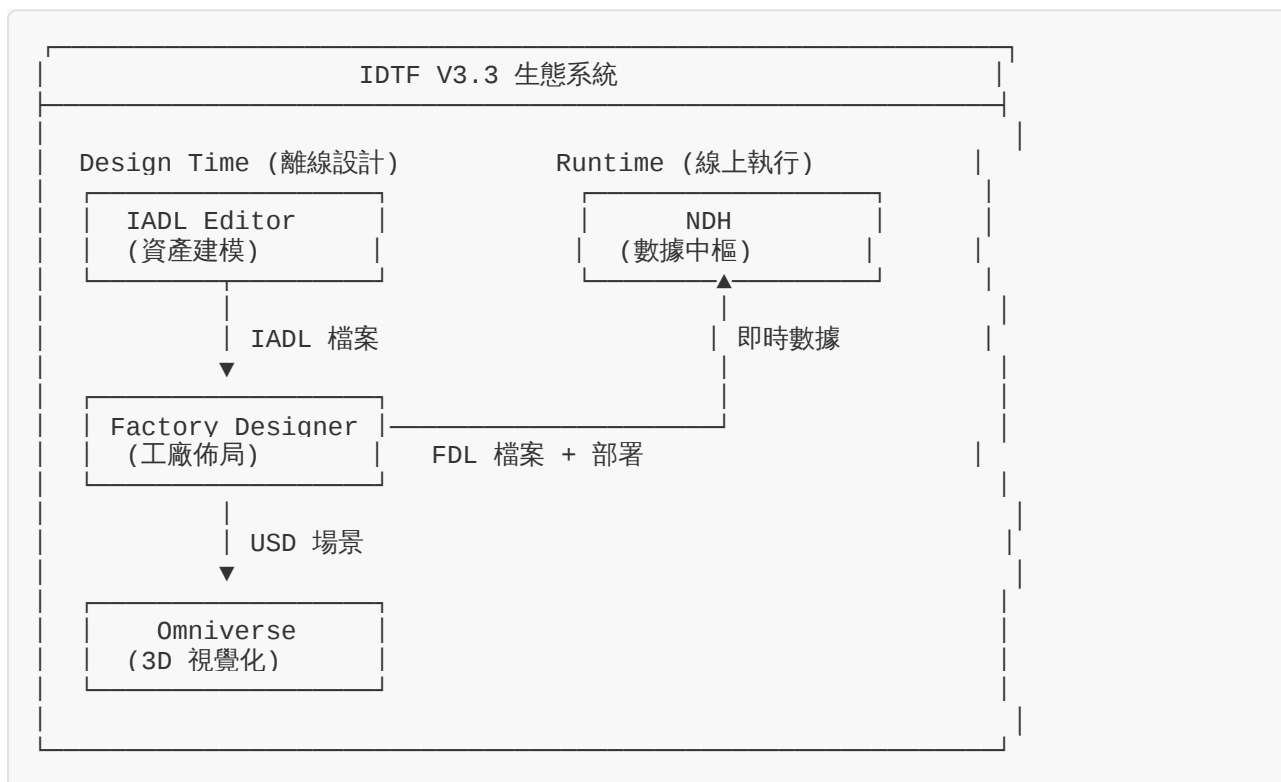 IDTF V3.3 生態系統
Design Time (離線設計) Runtime (線上執行)
IADL Editor NDH
(資產建模) (數據中樞)
IADL 檔案 即時數據
Factory Designer
(工廠佈局) FDL 檔案 + 部署
USD 場景
Omniverse
(3D 視覺化)